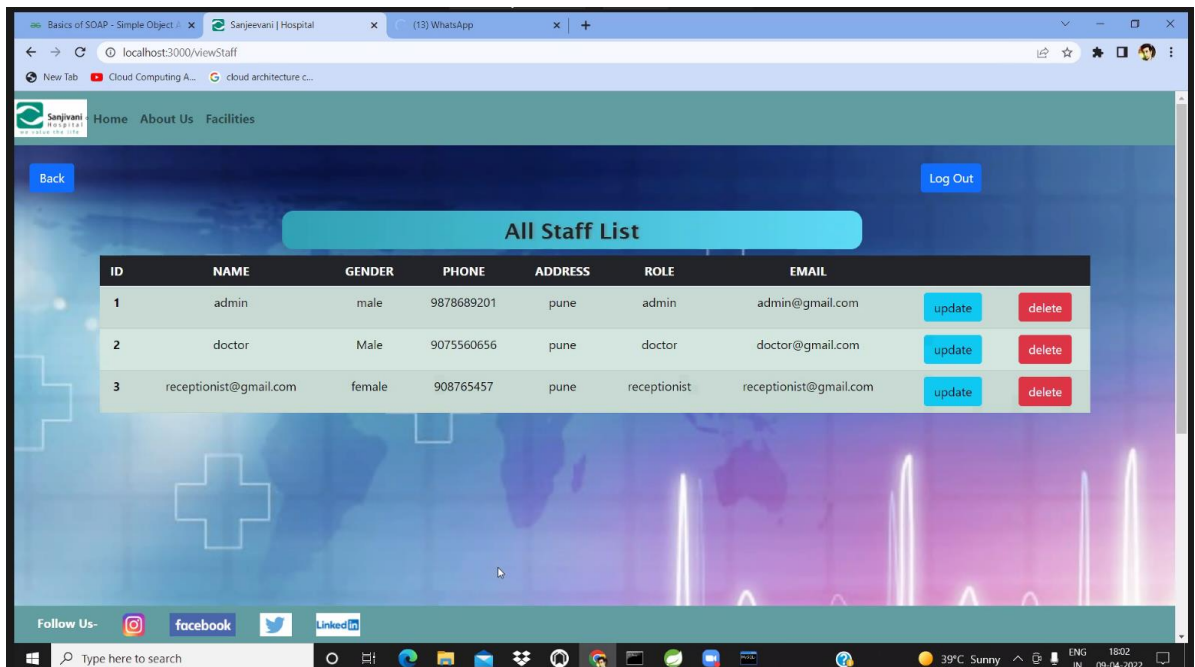 Basics of SOAP - Simple Object A
Sanjeevani | Hospital
(13) WhatsApp
localhost:3000/viewStaff
New Tab Cloud Computing A... cloud architecture c...
Sanjivani
Hospital
we value the life
Home About Us Facilities
Back Log Out
All Staff List
ID NAME GENDER PHONE ADDRESS ROLE EMAIL
1 admin male 9878689201 pune admin admin@gmail.com update delete
2 doctor Male 9075560656 pune doctor doctor@gmail.com update delete
3 receptionist@gmail.com female 908765457 pune receptionist receptionist@gmail.com update delete
Follow Us- facebook Linked in
Type here to search 39°C Sunny ENG 18:02
IN 09-04-2022